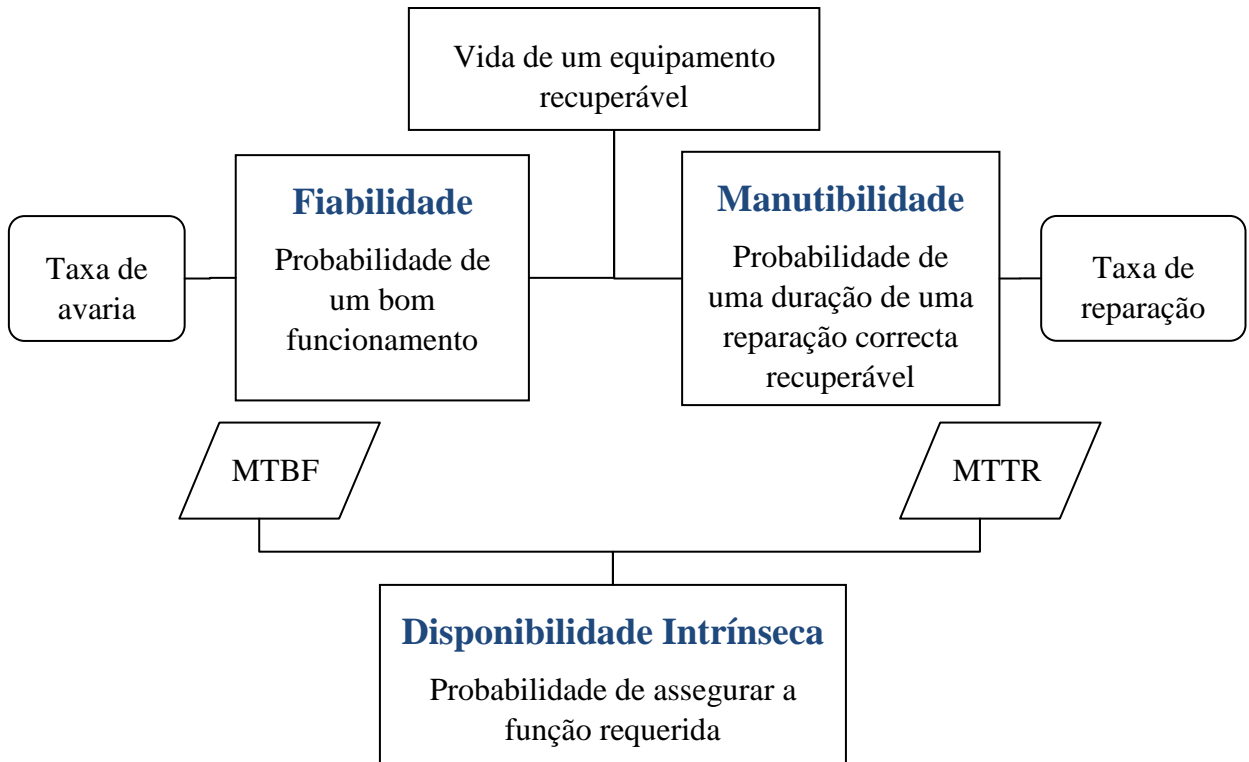 Vida de um equipamento
recuperável
Fiabilidade
Probabilidade de
um bom
funcionamento
Manutibilidade
Probabilidade de
uma duração de uma
reparação correcta
recuperável
Taxa de
avaria
Taxa de
reparação
MTBF
MTTR
Disponibilidade Intrínseca
Probabilidade de assegurar a
função requerida